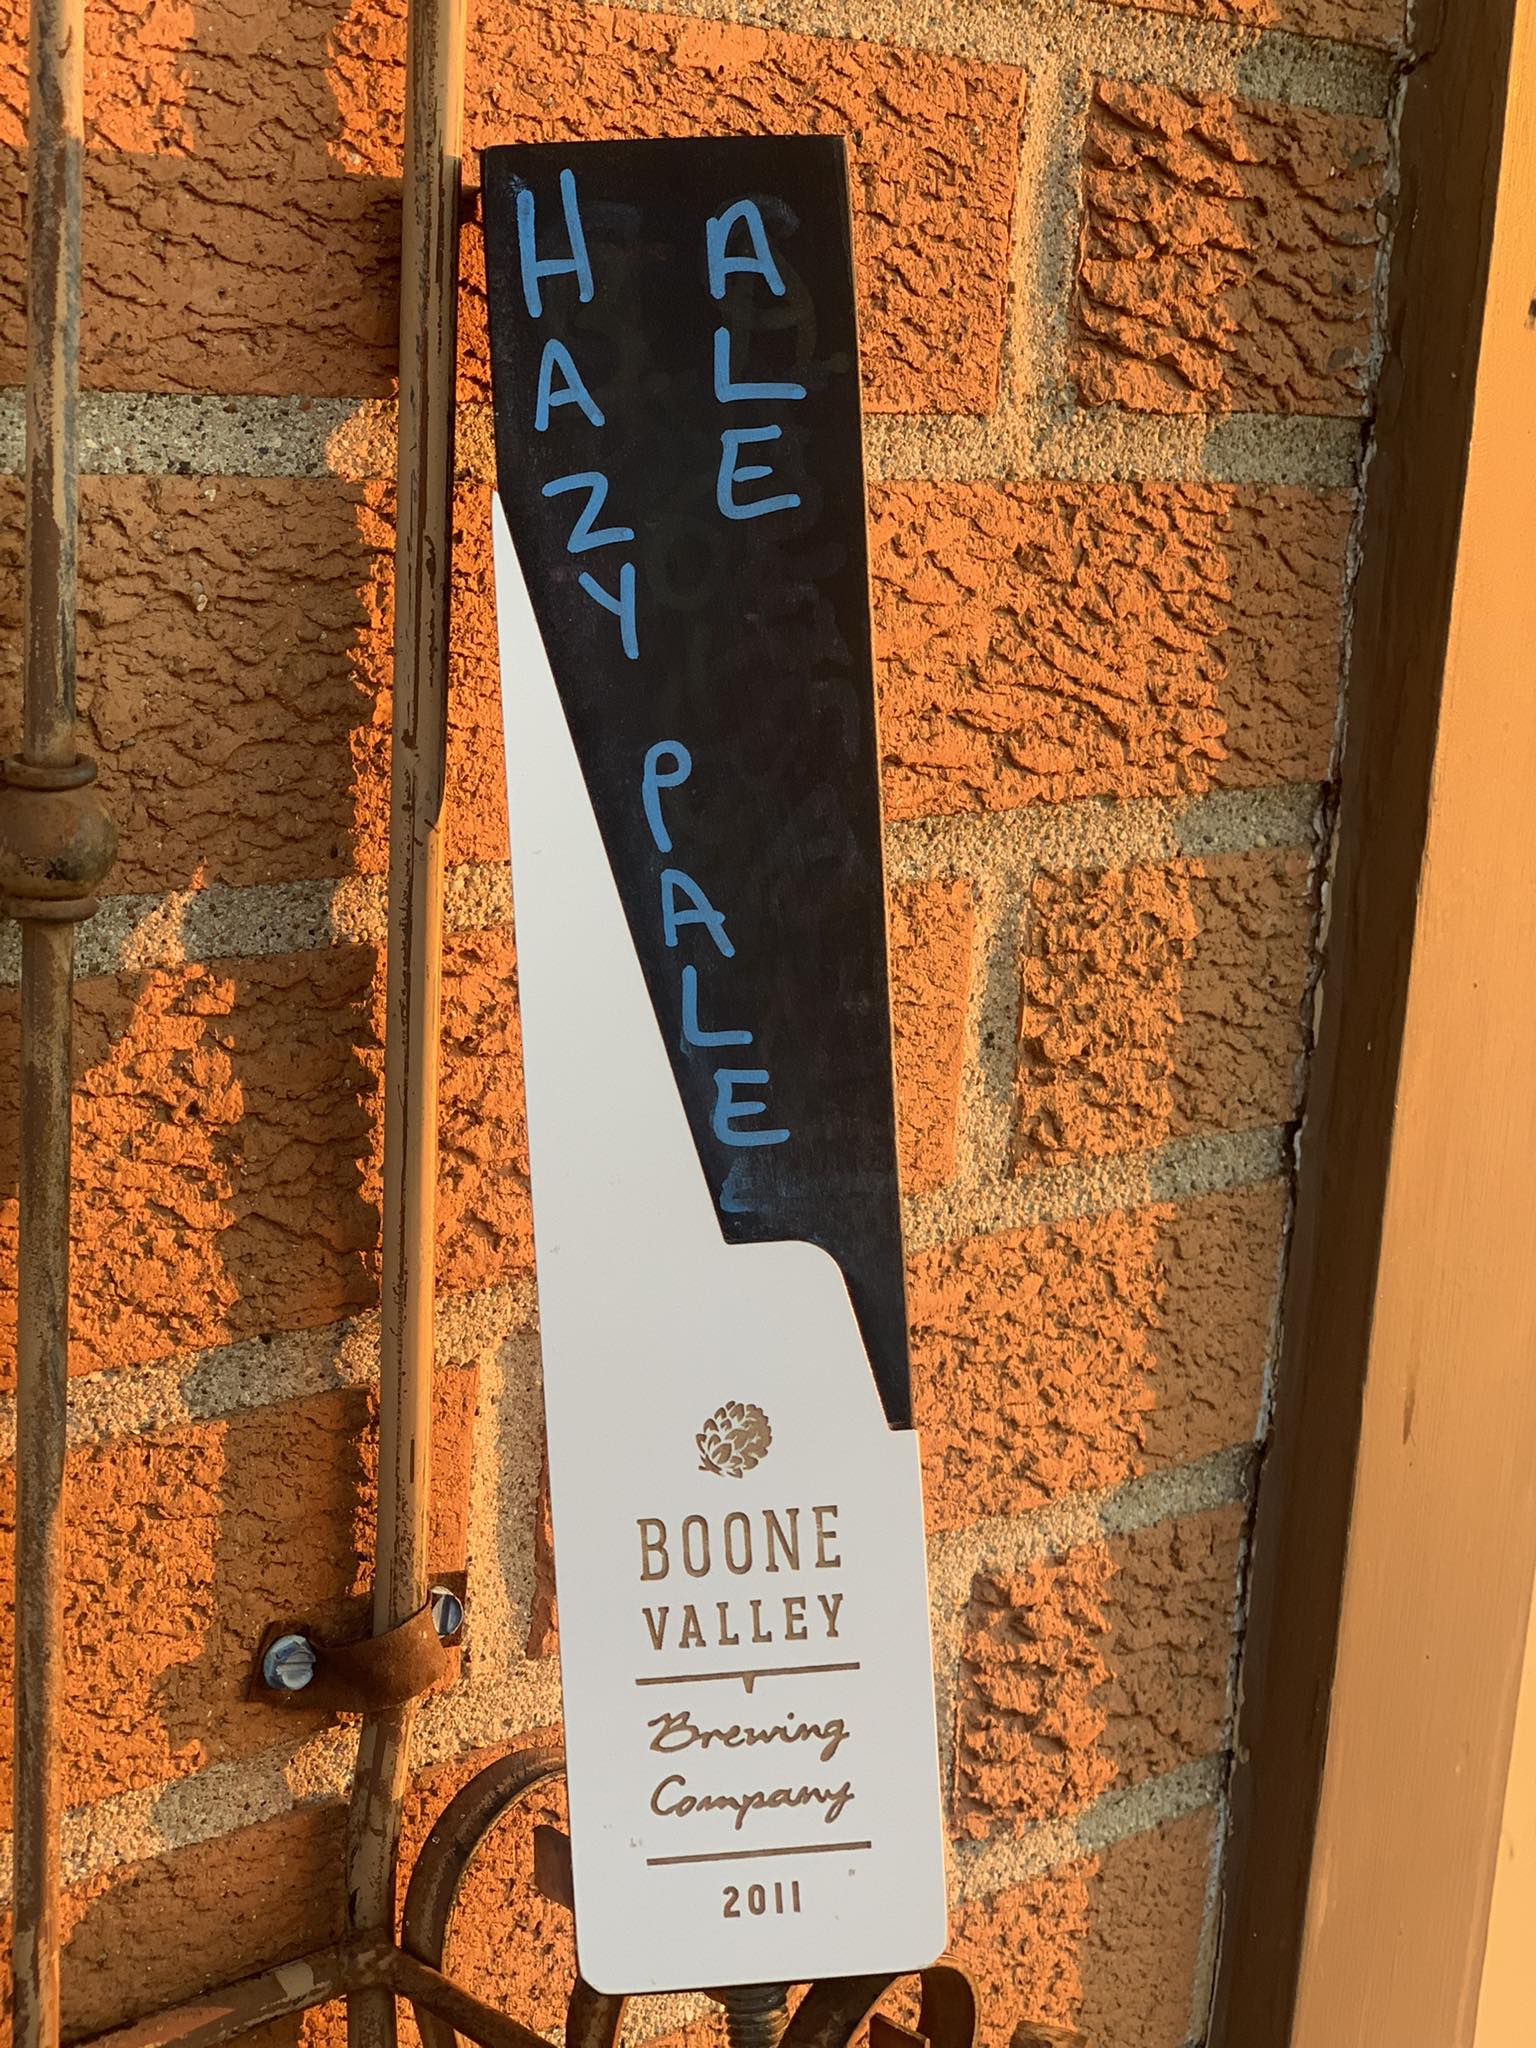 HAZY PALE
ALE
BOONE
VALLEY
Brewing
Company
2011